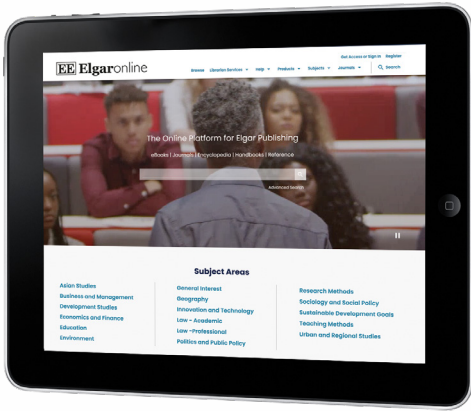 Get Access or Sign In Register
EE Elgaronline
Browse Librarian Services Help Products Subjects Journals Search
The Online Platform for Elgar Publishing
eBooks | Journals | Encyclopedia | Handbooks | Reference
Advanced Search
Subject Areas
Asian Studies
Business and Management
Development Studies
Economics and Finance
Education
Environment
General Interest
Geography
Innovation and Technology
Law - Academic
Law -Professional
Politics and Public Policy
Research Methods
Sociology and Social Policy
Sustainable Development Goals
Teaching Methods
Urban and Regional Studies